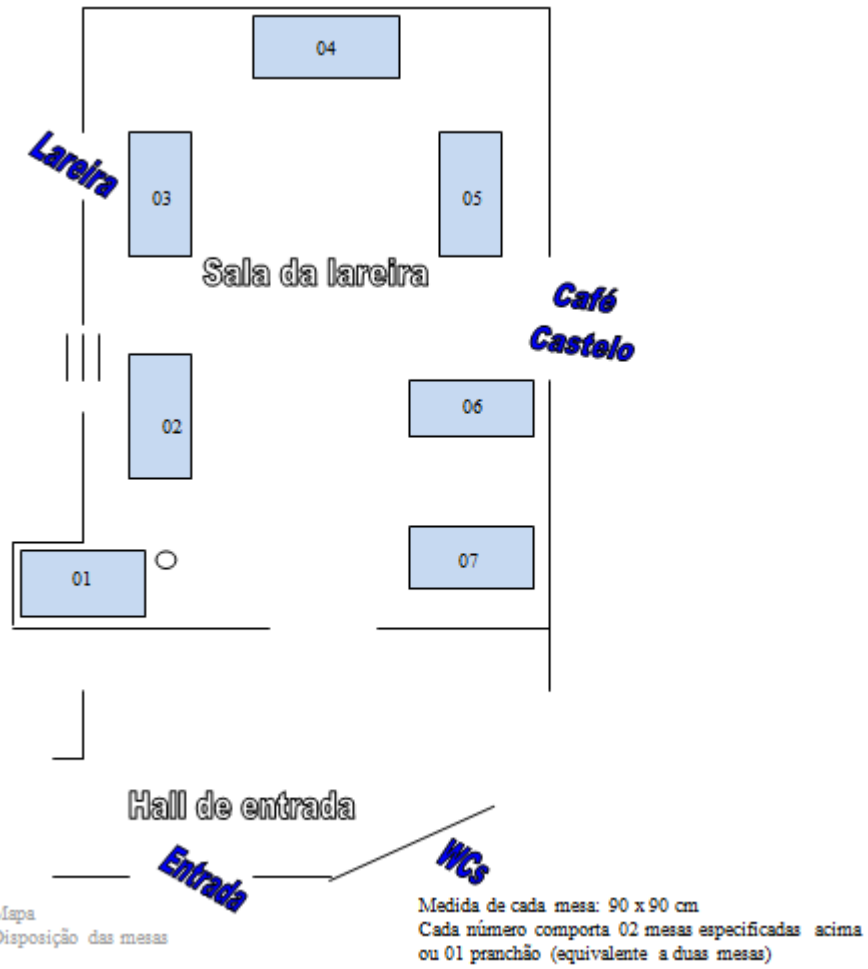 04
Lareira
03
05
Sala da lareira
Café
Castelo
02
06
01
07
Hall de entrada
Entrada
WCs
Mapa
Disposição das mesas
Medida de cada mesa: 90 x 90 cm
Cada número comporta 02 mesas especificadas acima
ou 01 pranchão (equivalente a duas mesas)